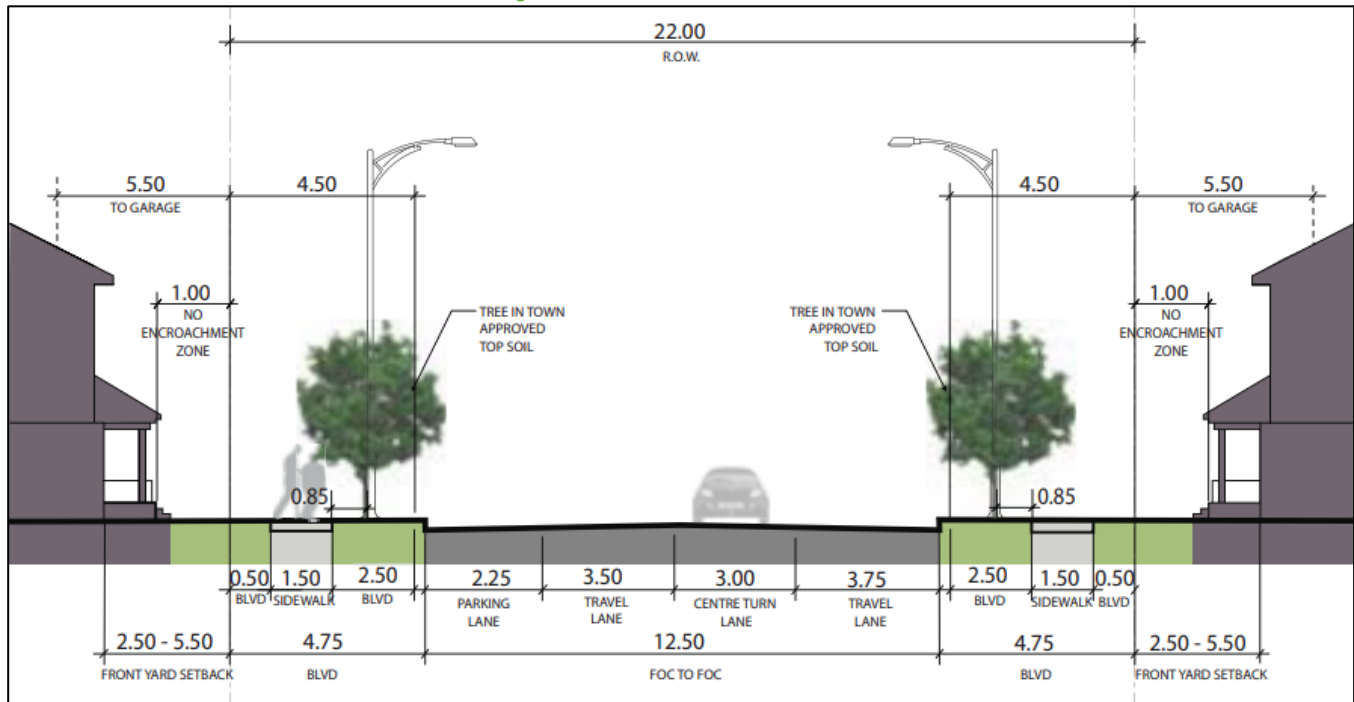 22.00
R.O.W.
5.50
TO GARAGE
4.50
4.50
5.50
TO GARAGE
1.00
NO
ENCROACHMENT
ZONE
TREE IN TOWN
APPROVED
TOP SOIL
TREE IN TOWN
APPROVED
TOP SOIL
1.00
NO
ENCROACHMENT
ZONE
0.85
0.85
0.50
BLVD
1.50
SIDEWALK
2.50
BLVD
2.25
PARKING
LANE
3.50
TRAVEL
LANE
3.00
CENTRE TURN
LANE
3.75
TRAVEL
LANE
2.50
BLVD
1.50
SIDEWALK
0.50
BLVD
2.50 - 5.50
FRONT YARD SETBACK
4.75
BLVD
12.50
FOC TO FOC
4.75
BLVD
2.50 - 5.50
FRONT YARD SETBACK